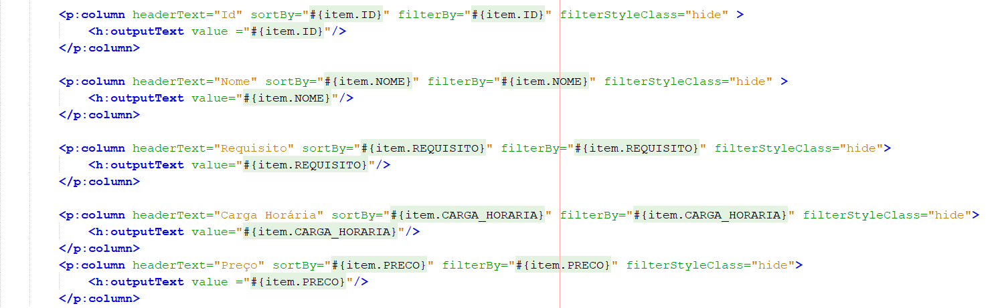 <p:column headerText="Id" sortBy="#{item.ID}" filterBy="#{item.ID}" filterStyleClass="hide" >
<h:outputText value ="#{item.ID}"/>
</p:column>
<p:column headerText="Nome" sortBy="#{item.NOME}" filterBy="#{item.NOME}" filterStyleClass="hide" >
<h:outputText value="#{item.NOME}"/>
</p:column>
<p:column headerText="Requisito" sortBy="#{item.REQUISITO}" filterBy="#{item.REQUISITO}" filterStyleClass="hide">
<h:outputText value="#{item.REQUISITO}"/>
</p:column>
<p:column headerText="Carga Horária" sortBy="#{item.CARGA_HORARIA}" filterBy="#{item.CARGA_HORARIA}" filterStyleClass="hide">
<h:outputText value="#{item.CARGA_HORARIA}"/>
</p:column>
<p:column headerText="Preço" sortBy="#{item.PRECO}" filterBy="#{item.PRECO}" filterStyleClass="hide">
<h:outputText value ="#{item.PRECO}"/>
</p:column>